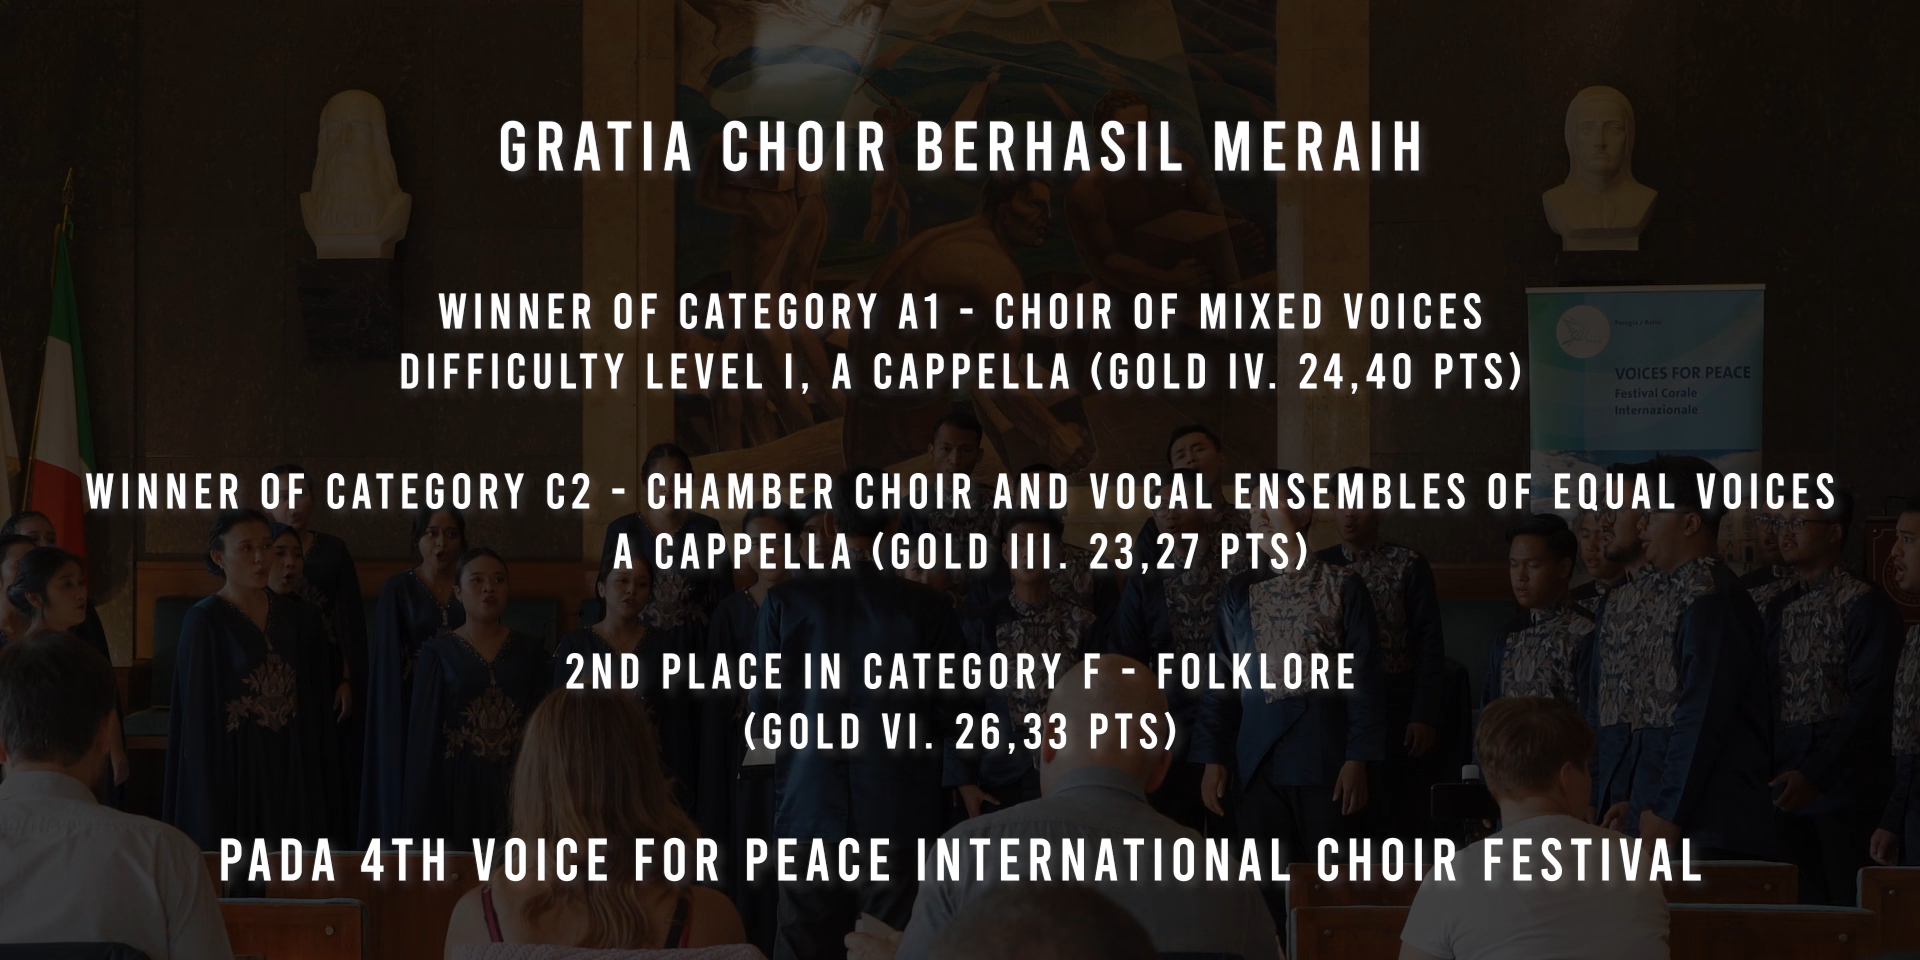 GRATIA CHOIR BERHASIL MERAIH
WINNER OF CATEGORY A1 - CHOIR OF MIXED VOICES
DIFFICULTY LEVEL I, A CAPPELLA (GOLD IV. 24,40 PTS)
VOICES FOR PEACE
Festival Corale
Internazionale
WINNER OF CATEGORY C2 - CHAMBER CHOIR AND VOCAL ENSEMBLES OF EQUAL VOICES
A CAPPELLA (GOLD III. 23,27 PTS)
2ND PLACE IN CATEGORY F - FOLKLORE
(GOLD VI. 26,33 PTS)
PADA 4TH VOICE FOR PEACE INTERNATIONAL CHOIR FESTIVAL